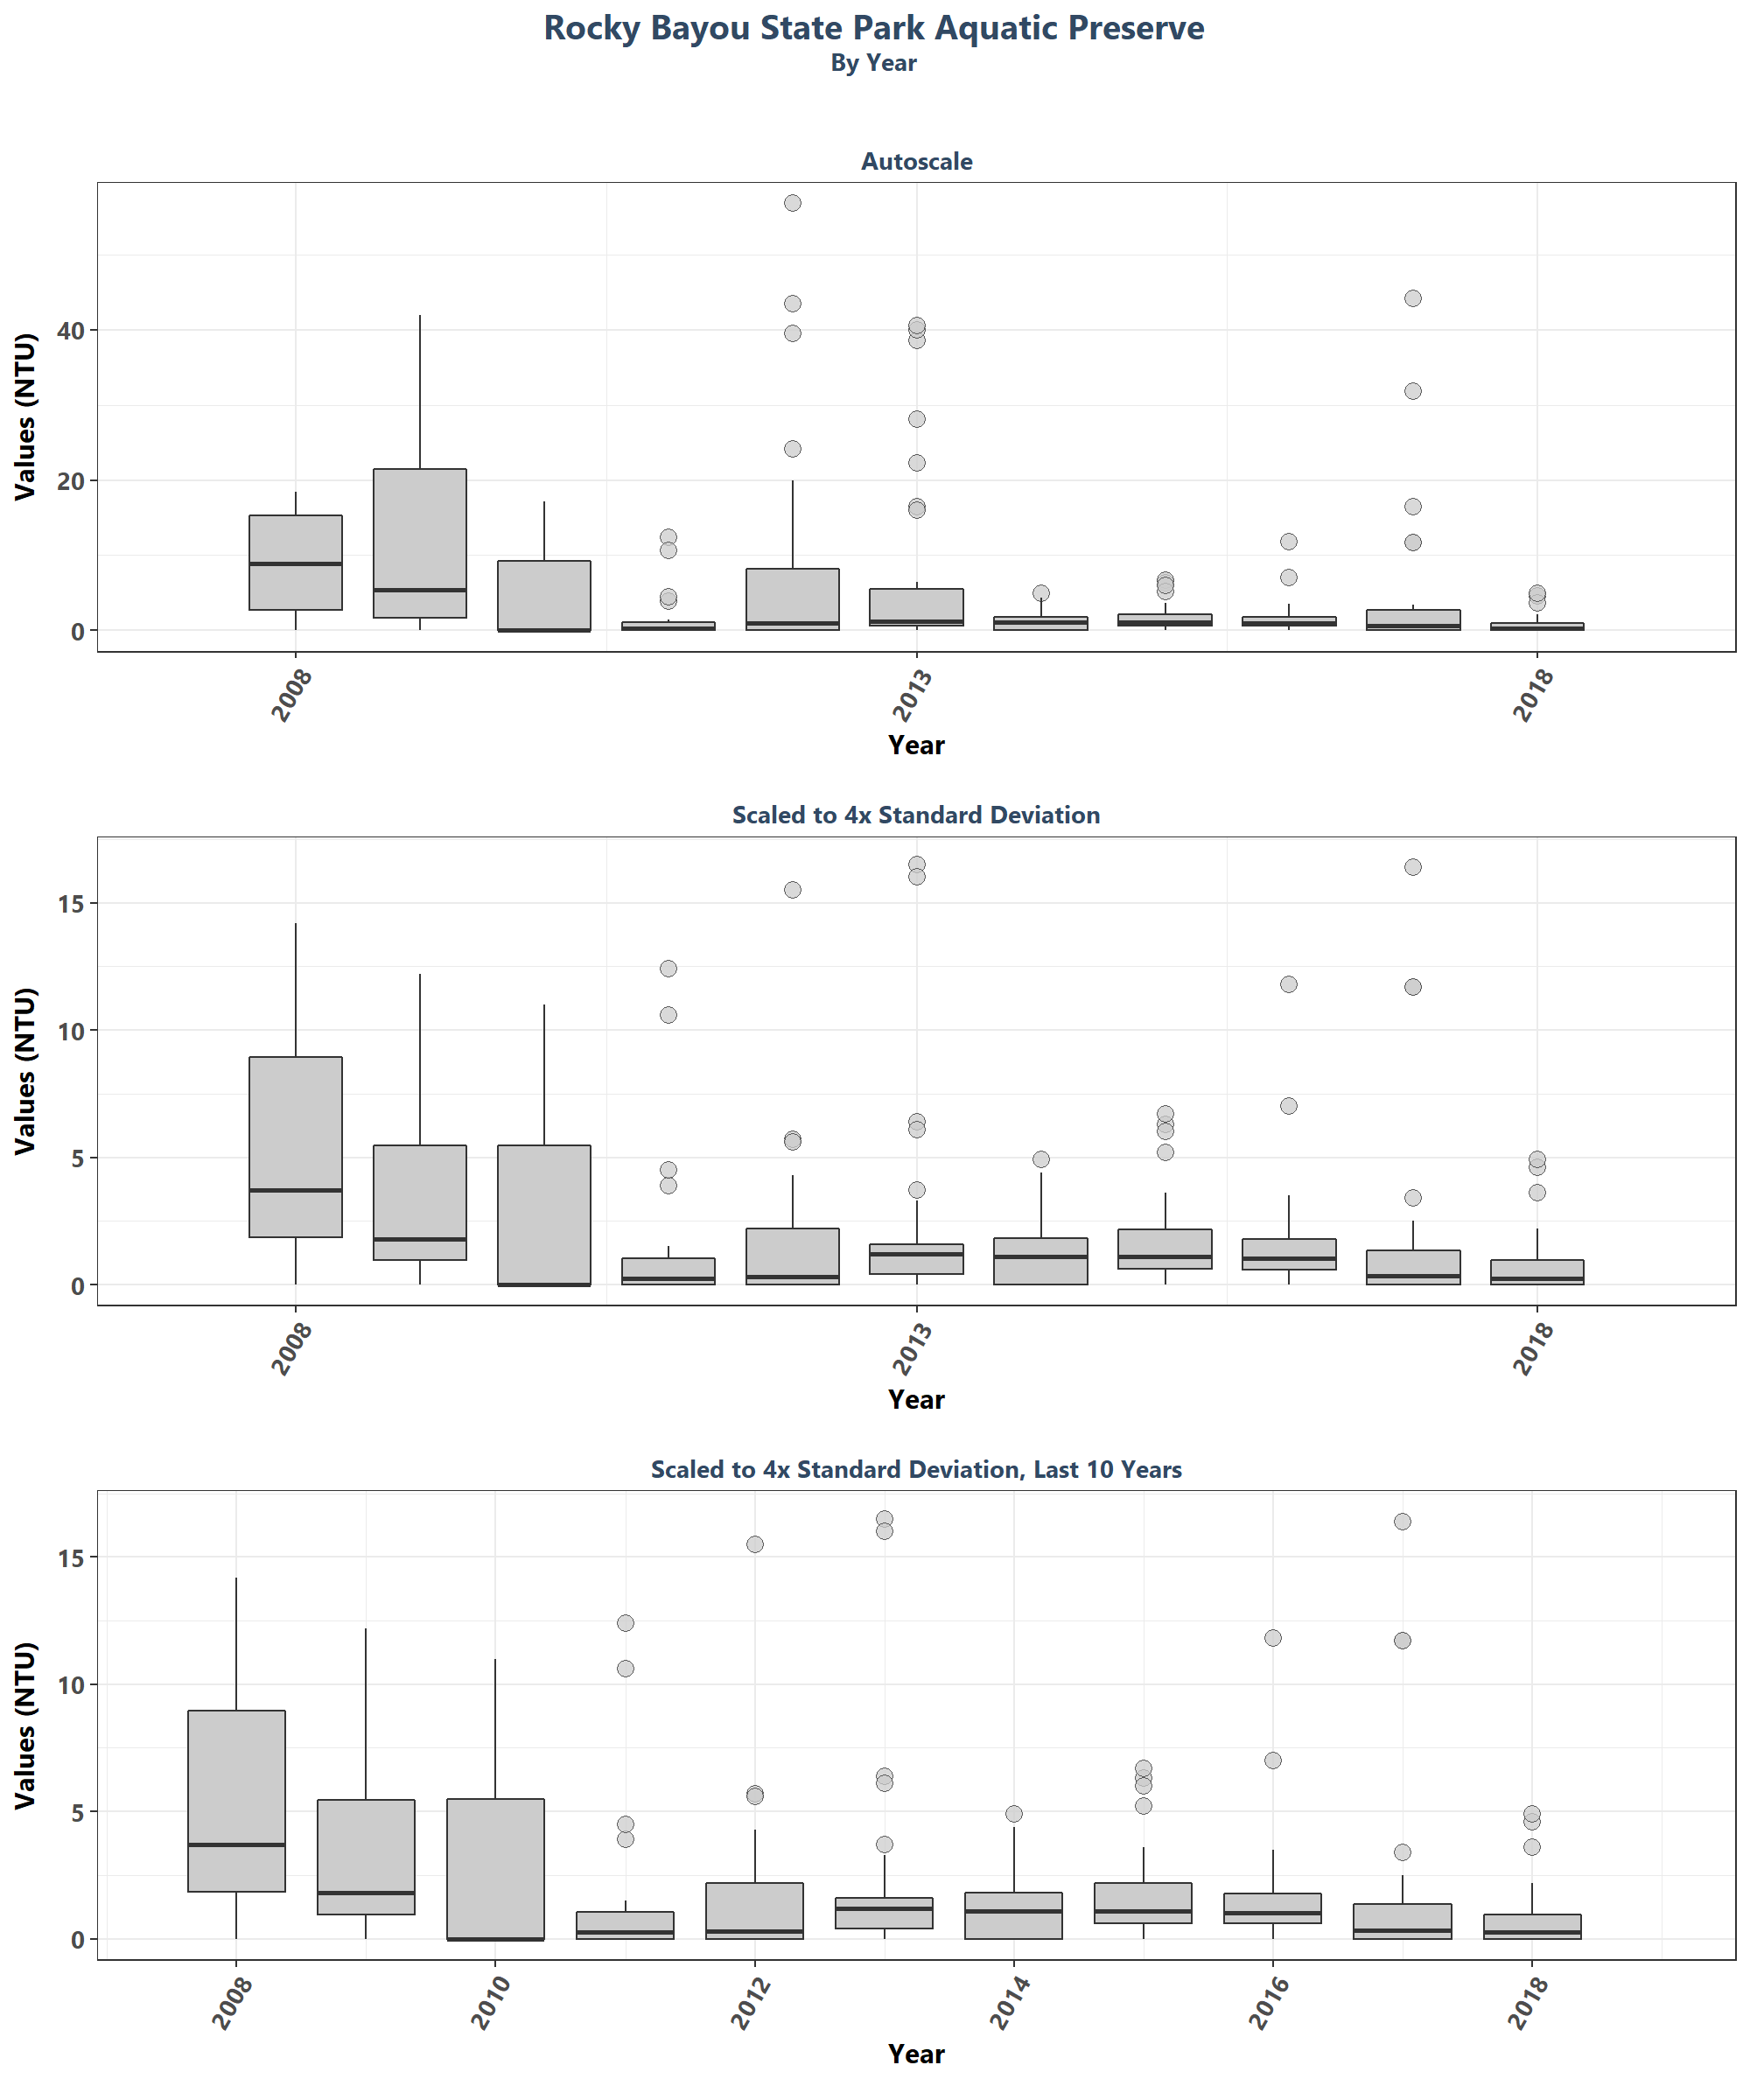 Rocky Bayou State Park Aquatic Preserve
By Year
Autoscale
Values (NTU)
40
20
0
2008
2013
2018
Year
Scaled to 4x Standard Deviation
Values (NTU)
15
10
5
0
2008
2013
2018
Year
Scaled to 4x Standard Deviation, Last 10 Years
Values (NTU)
15
10
5
0
2008
2010
2012
2014
2016
2018
Year